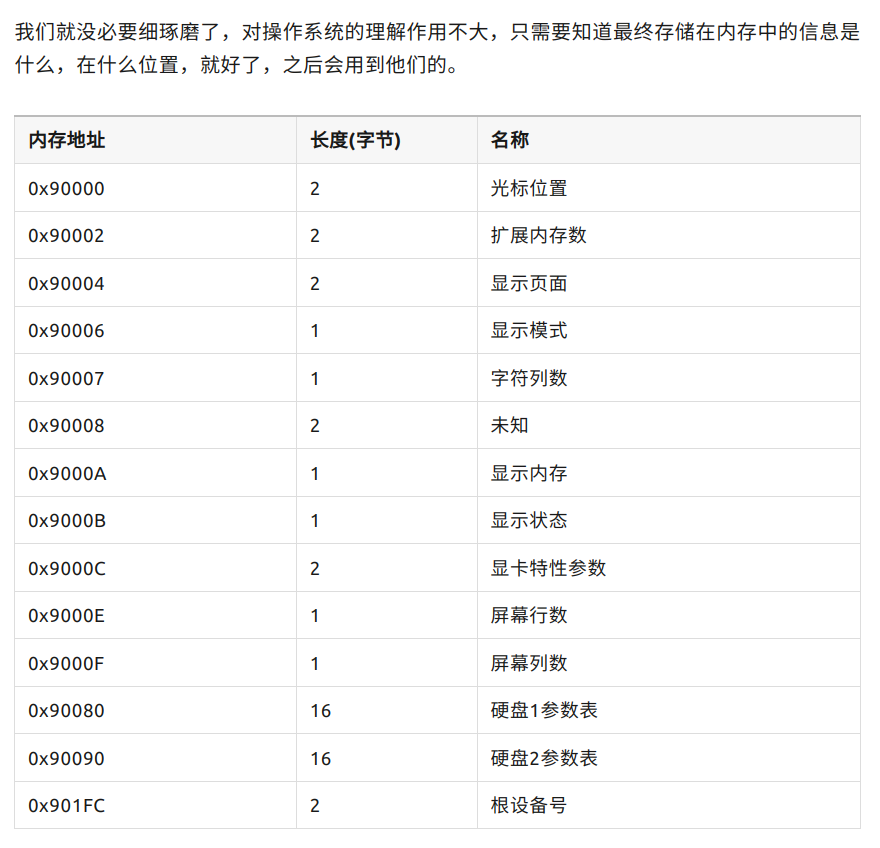 我们就没必要细琢磨了，对操作系统的理解作用不大，只需要知道最终存储在内存中的信息是
什么，在什么位置，就好了，之后会用到他们的。
内存地址 长度(字节) 名称
0x90000 2 光标位置
0x90002 2 扩展内存数
0x90004 2 显示页面
0x90006 1 显示模式
0x90007 1 字符列数
0x90008 2 未知
0x9000A 1 显示内存
0x9000B 1 显示状态
0x9000C 2 显卡特性参数
0x9000E 1 屏幕行数
0x9000F 1 屏幕列数
0x90080 16 硬盘1参数表
0x90090 16 硬盘2参数表
0x901FC 2 根设备号